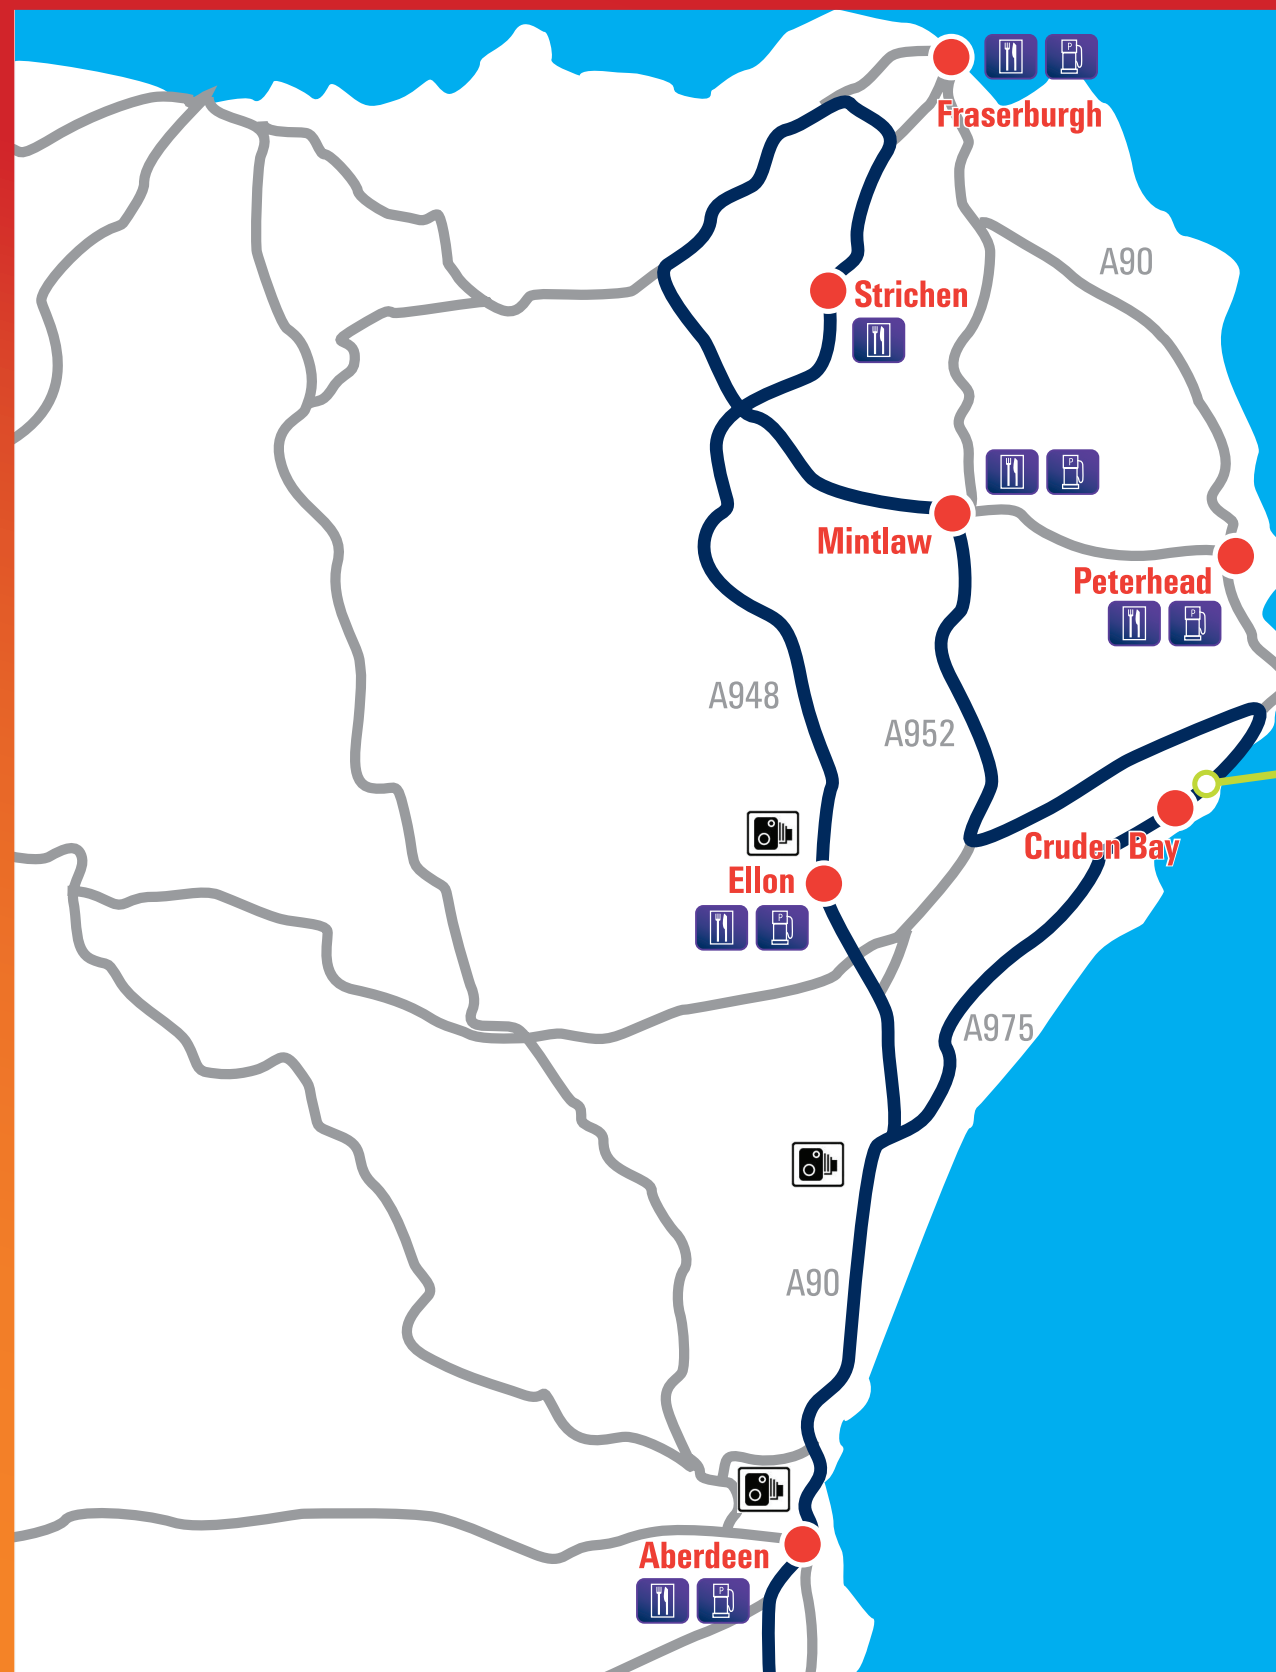 P
Fraserburgh
A90
Strichen
P
Mintlaw
Peterhead
P
A948
A952
Cruden Bay
Ellon
P
A975
A90
Aberdeen
P